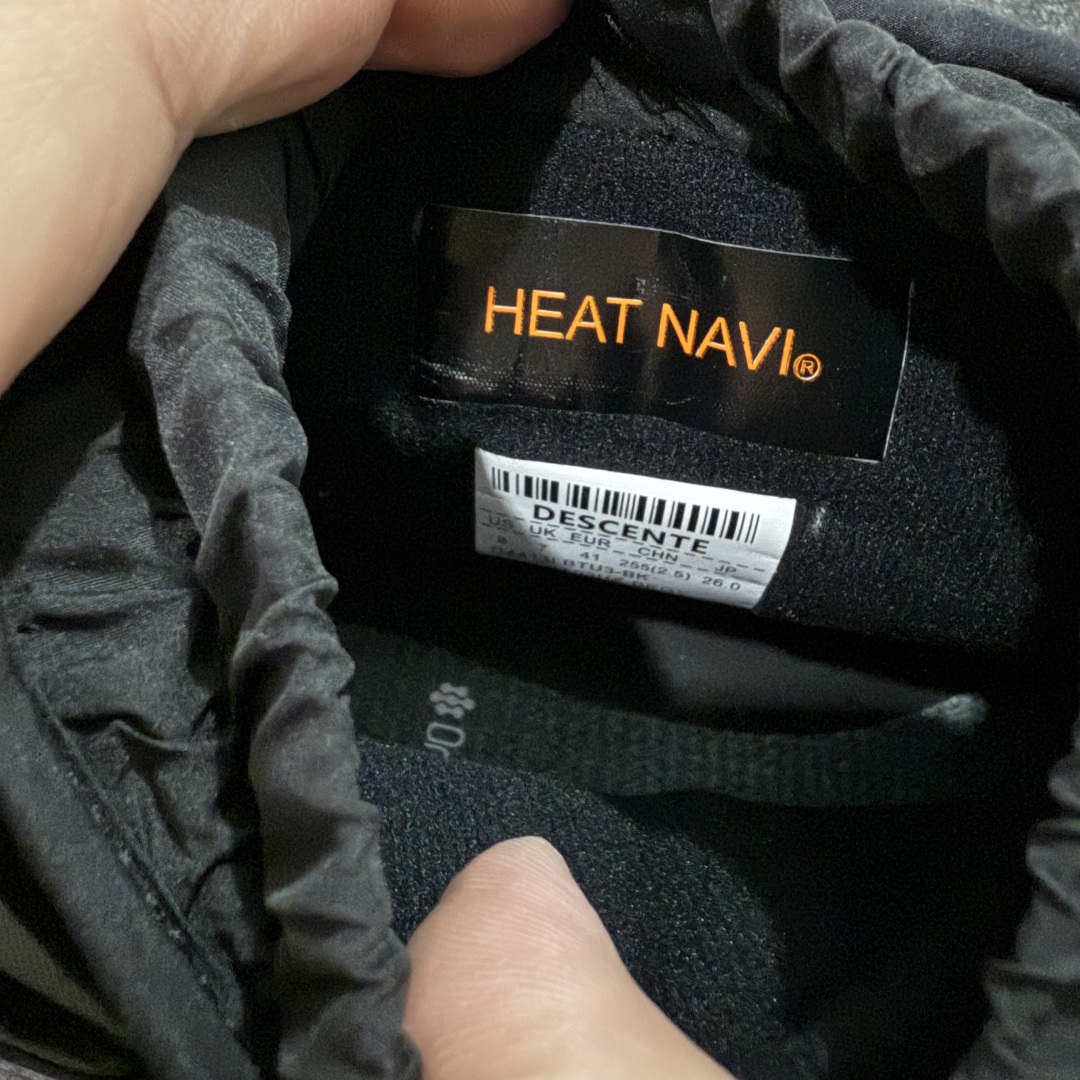 HEAT NAVI®
DESCENTE
US UK EUR CHN JP
8 7 41 255(2.5) 26.0